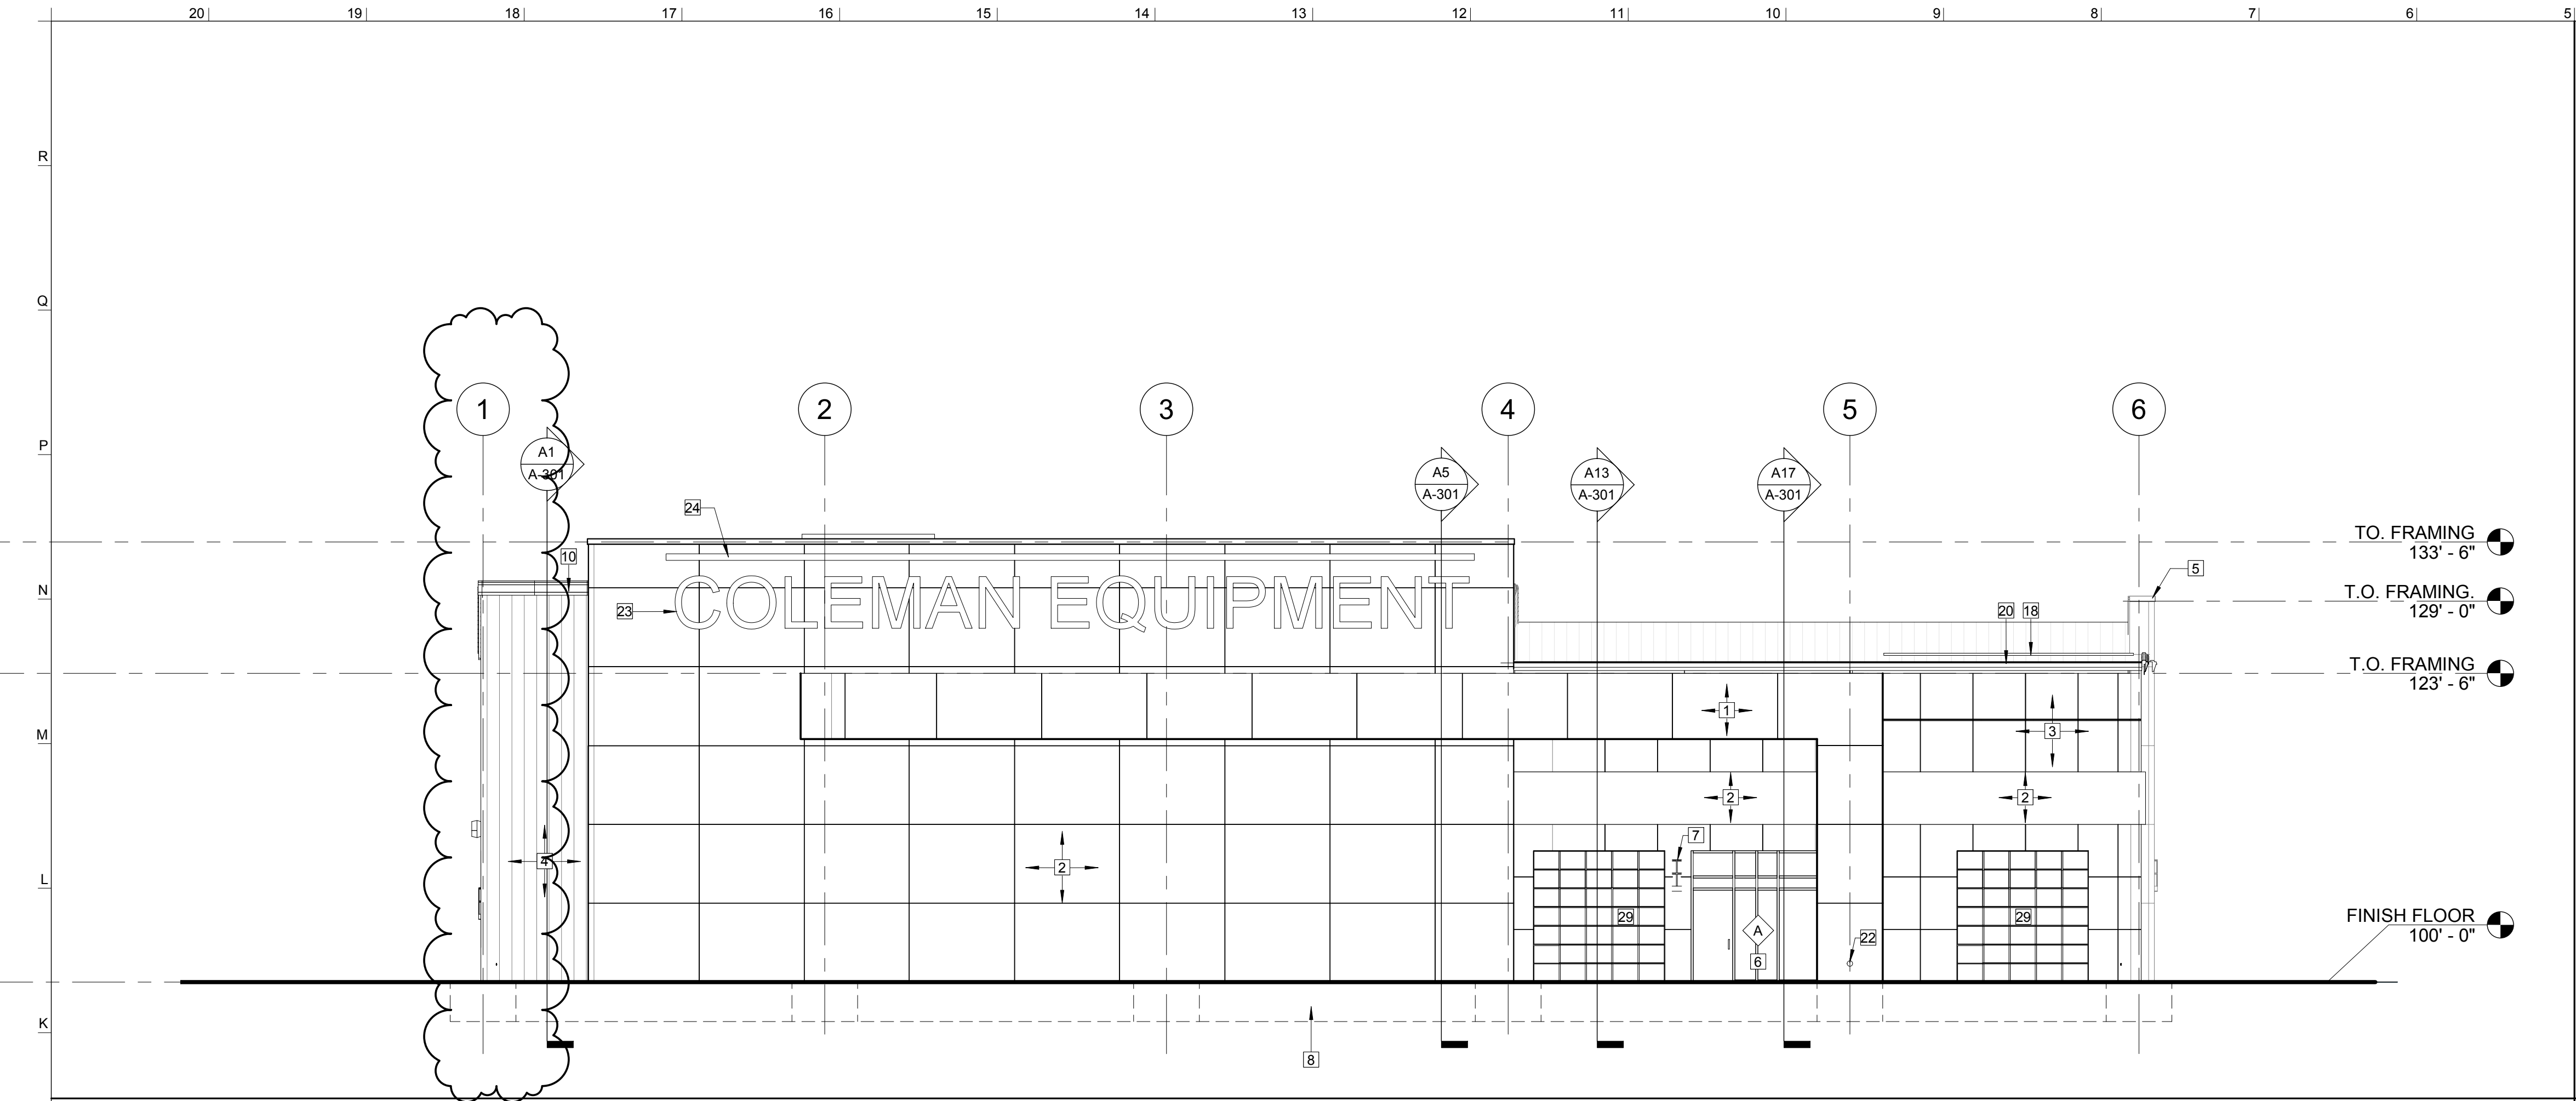 20 19 18 17 16 15 14 13 12 11 10 9 8 7 6 5
R
Q
1 2 3 4 5 6
P
A1
A-301
A5
A-301
A13
A-301
A17
A-301
24
TO. FRAMING
133' - 6"
10
5
N
COLEMAN EQUIPMENT
23
T.O. FRAMING.
129' - 0"
20 18
T.O. FRAMING
123' - 6"
1
M
3
2 2
7
4
2
L
29 29
A
22
6
FINISH FLOOR
100' - 0"
K
8